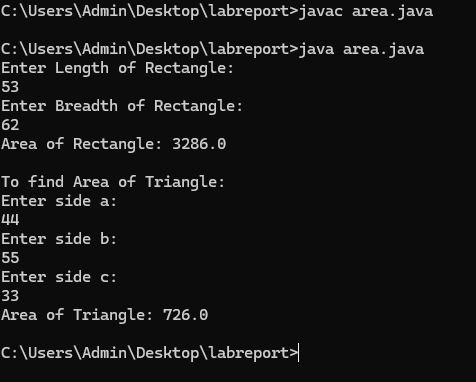 C:\Users\Admin\Desktop\labreport>javac area.java
C:\Users\Admin\Desktop\labreport>java area.java
Enter Length of Rectangle:
53
Enter Breadth of Rectangle:
62
Area of Rectangle: 3286.0
To find Area of Triangle:
Enter side a:
44
Enter side b:
55
Enter side c:
33
Area of Triangle: 726.0
C:\Users\Admin\Desktop\labreport>